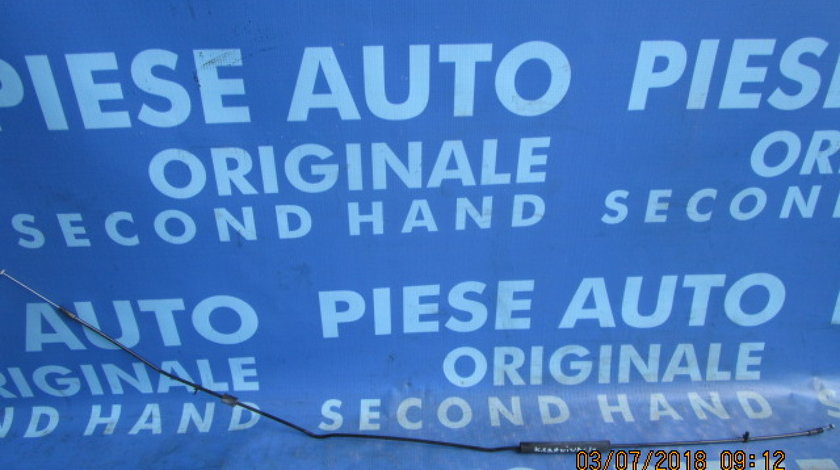 PIESE AUTO PIESE
ORIGINALE OR
SECOND HAND SECON
AUTO PIESE AUTO
RIGINALE ORIGINALE
ND HAND SECOND HAND S
03/07/2018 09:12